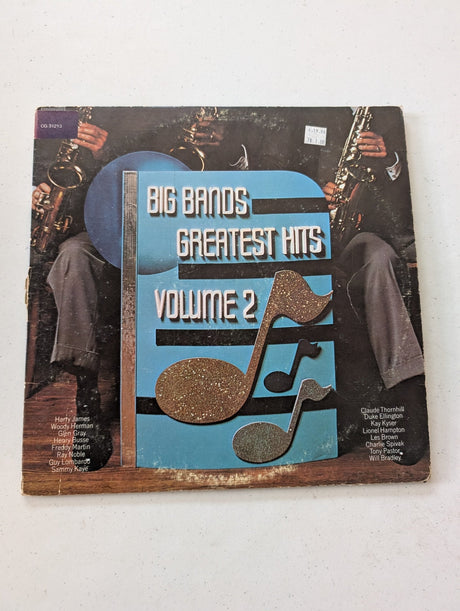 CG 31213
BIG BANDS
GREATEST HITS
VOLUME 2
Harry James
Woody Herman
Glen Gray
Henry Busse
Freddy Martin
Ray Noble
Guy Lombardo
Sammy Kaye
Claude Thornhill
Duke Ellington
Kay Kyser
Lionel Hampton
Les Brown
Charlie Spivak
Tony Pastor
Will Bradley